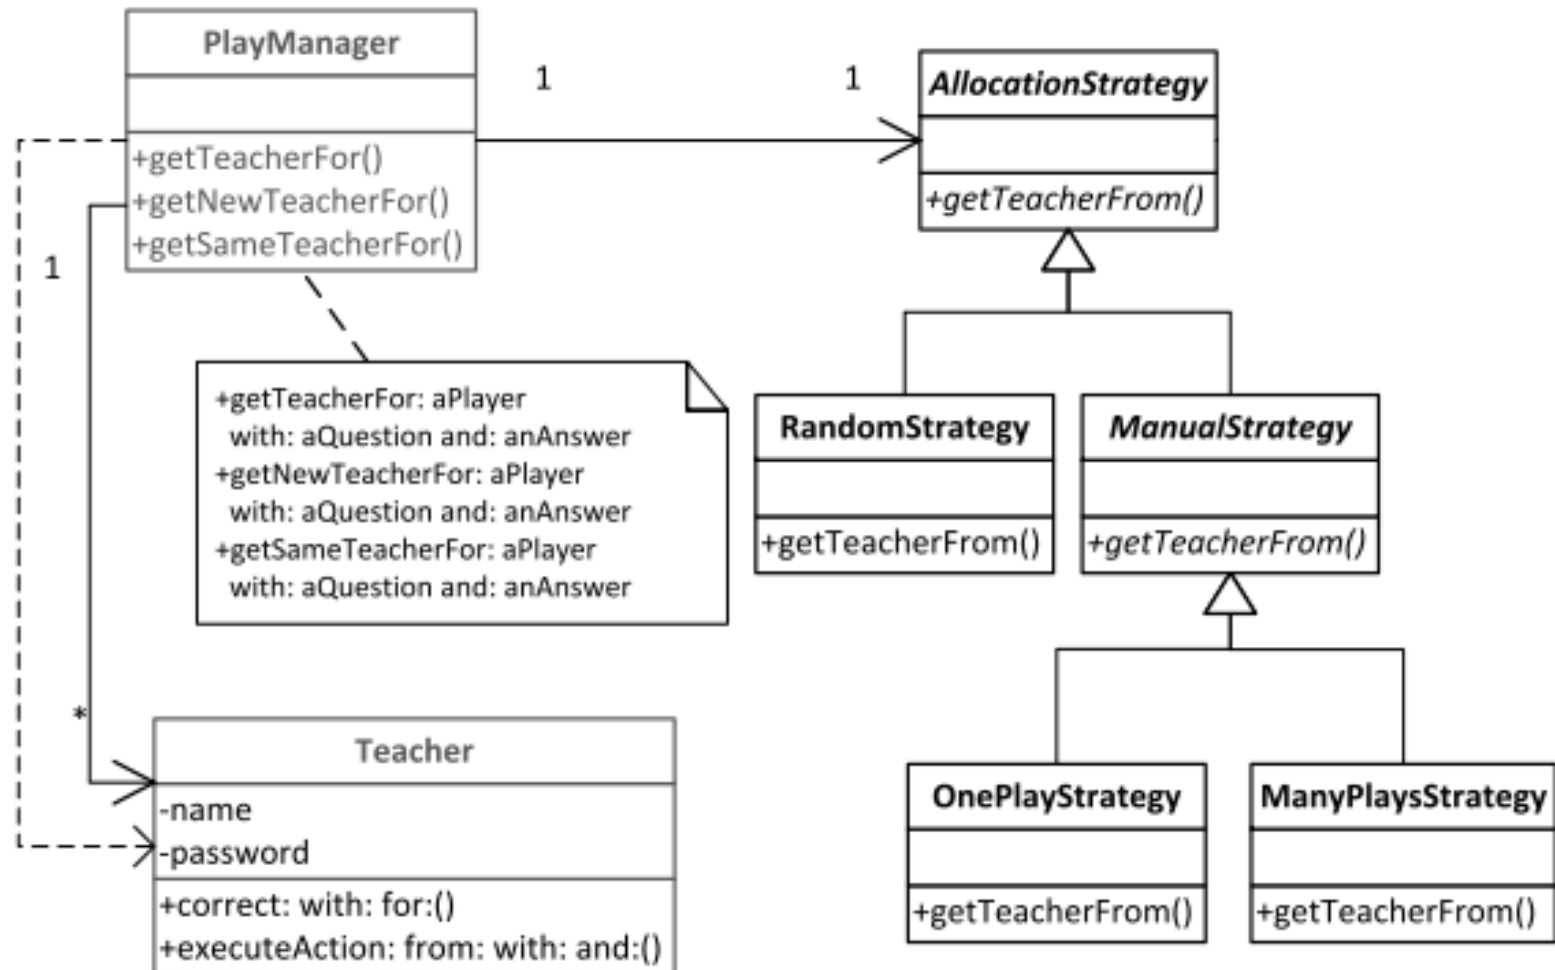 PlayManager
+getTeacherFor()
+getNewTeacherFor()
+getSameTeacherFor()
1
1
AllocationStrategy
+getTeacherFrom()
1
+getTeacherFor: aPlayer
with: aQuestion and: anAnswer
+getNewTeacherFor: aPlayer
with: aQuestion and: anAnswer
+getSameTeacherFor: aPlayer
with: aQuestion and: anAnswer
RandomStrategy
+getTeacherFrom()
ManualStrategy
+getTeacherFrom()
*
Teacher
-name
-password
+correct: with: for:()
+executeAction: from: with: and:()
OnePlayStrategy
+getTeacherFrom()
ManyPlaysStrategy
+getTeacherFrom()